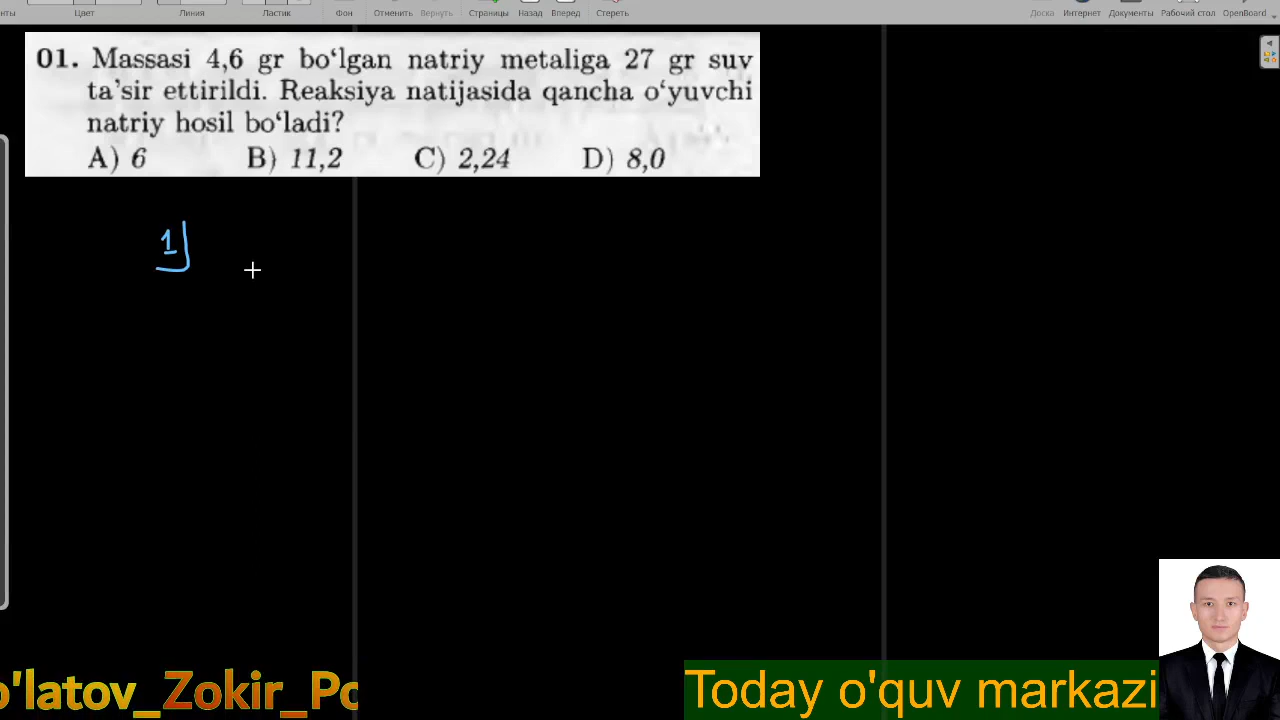 Цвет Линия Ластик Фон Отменить Вернуть Страницы Назад Вперед Стереть Доска Интернет Документы Рабочий стол OpenBoard
01. Massasi 4,6 gr bo‘lgan natriy metaliga 27 gr suv
ta’sir ettirildi. Reaksiya natijasida qancha o‘yuvchi
natriy hosil bo‘ladi?
A) 6 B) 11,2 C) 2,24 D) 8,0
1
o'latov_Zokir_Po
Today o'quv markazi